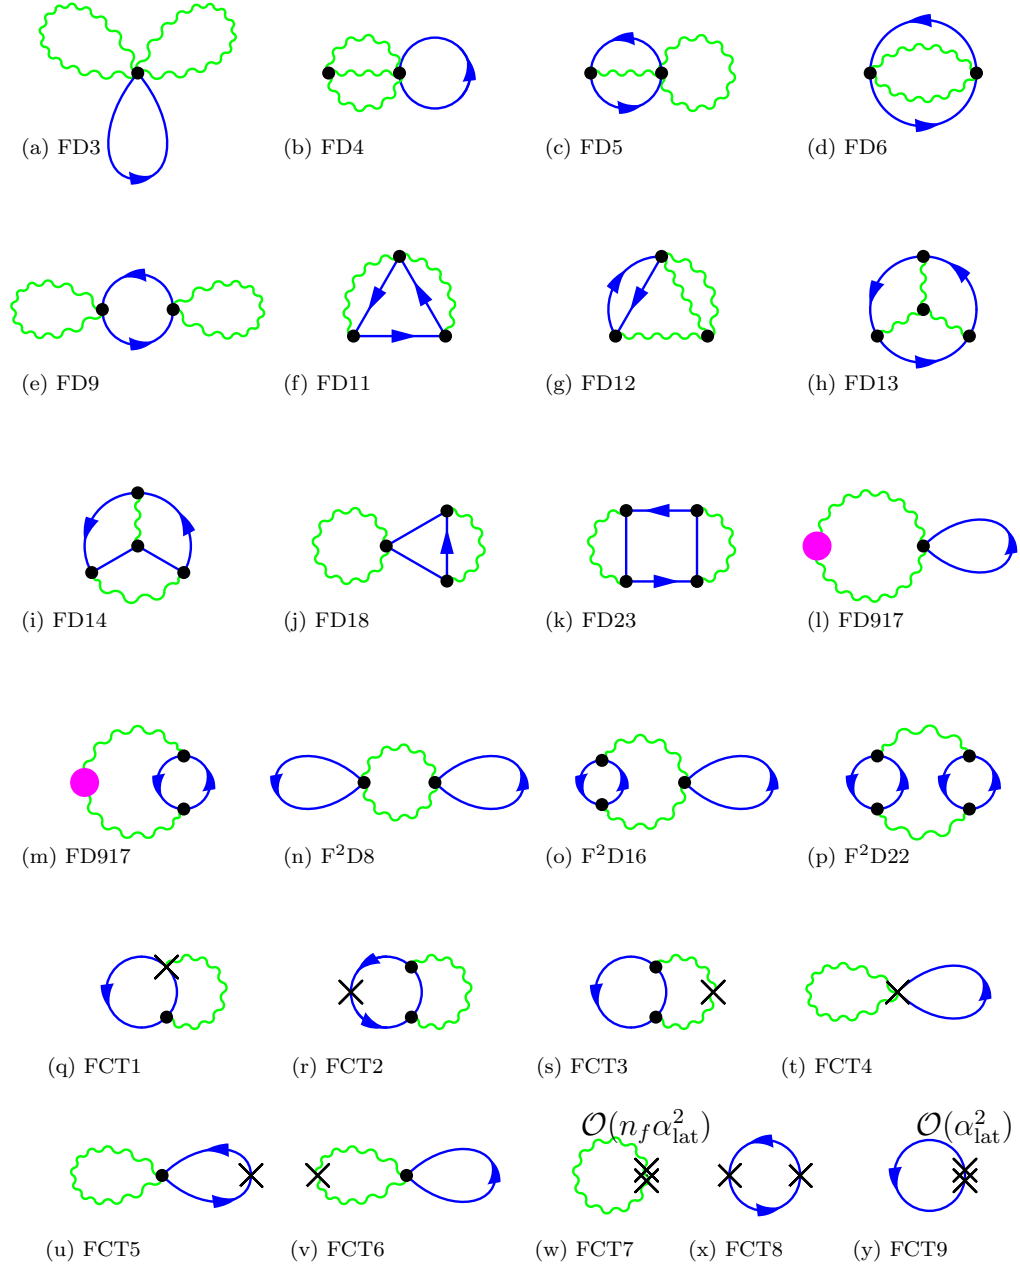 (a) FD3 (b) FD4 (c) FD5 (d) FD6
(e) FD9 (f) FD11 (g) FD12 (h) FD13
(i) FD14 (j) FD18 (k) FD23 (l) FD917
(m) FD917 (n) F²D8 (o) F²D16 (p) F²D22
(q) FCT1 (r) FCT2 (s) FCT3 (t) FCT4
𝒪(n_f α²_lat) 𝒪(α²_lat)
(u) FCT5 (v) FCT6 (w) FCT7 (x) FCT8 (y) FCT9